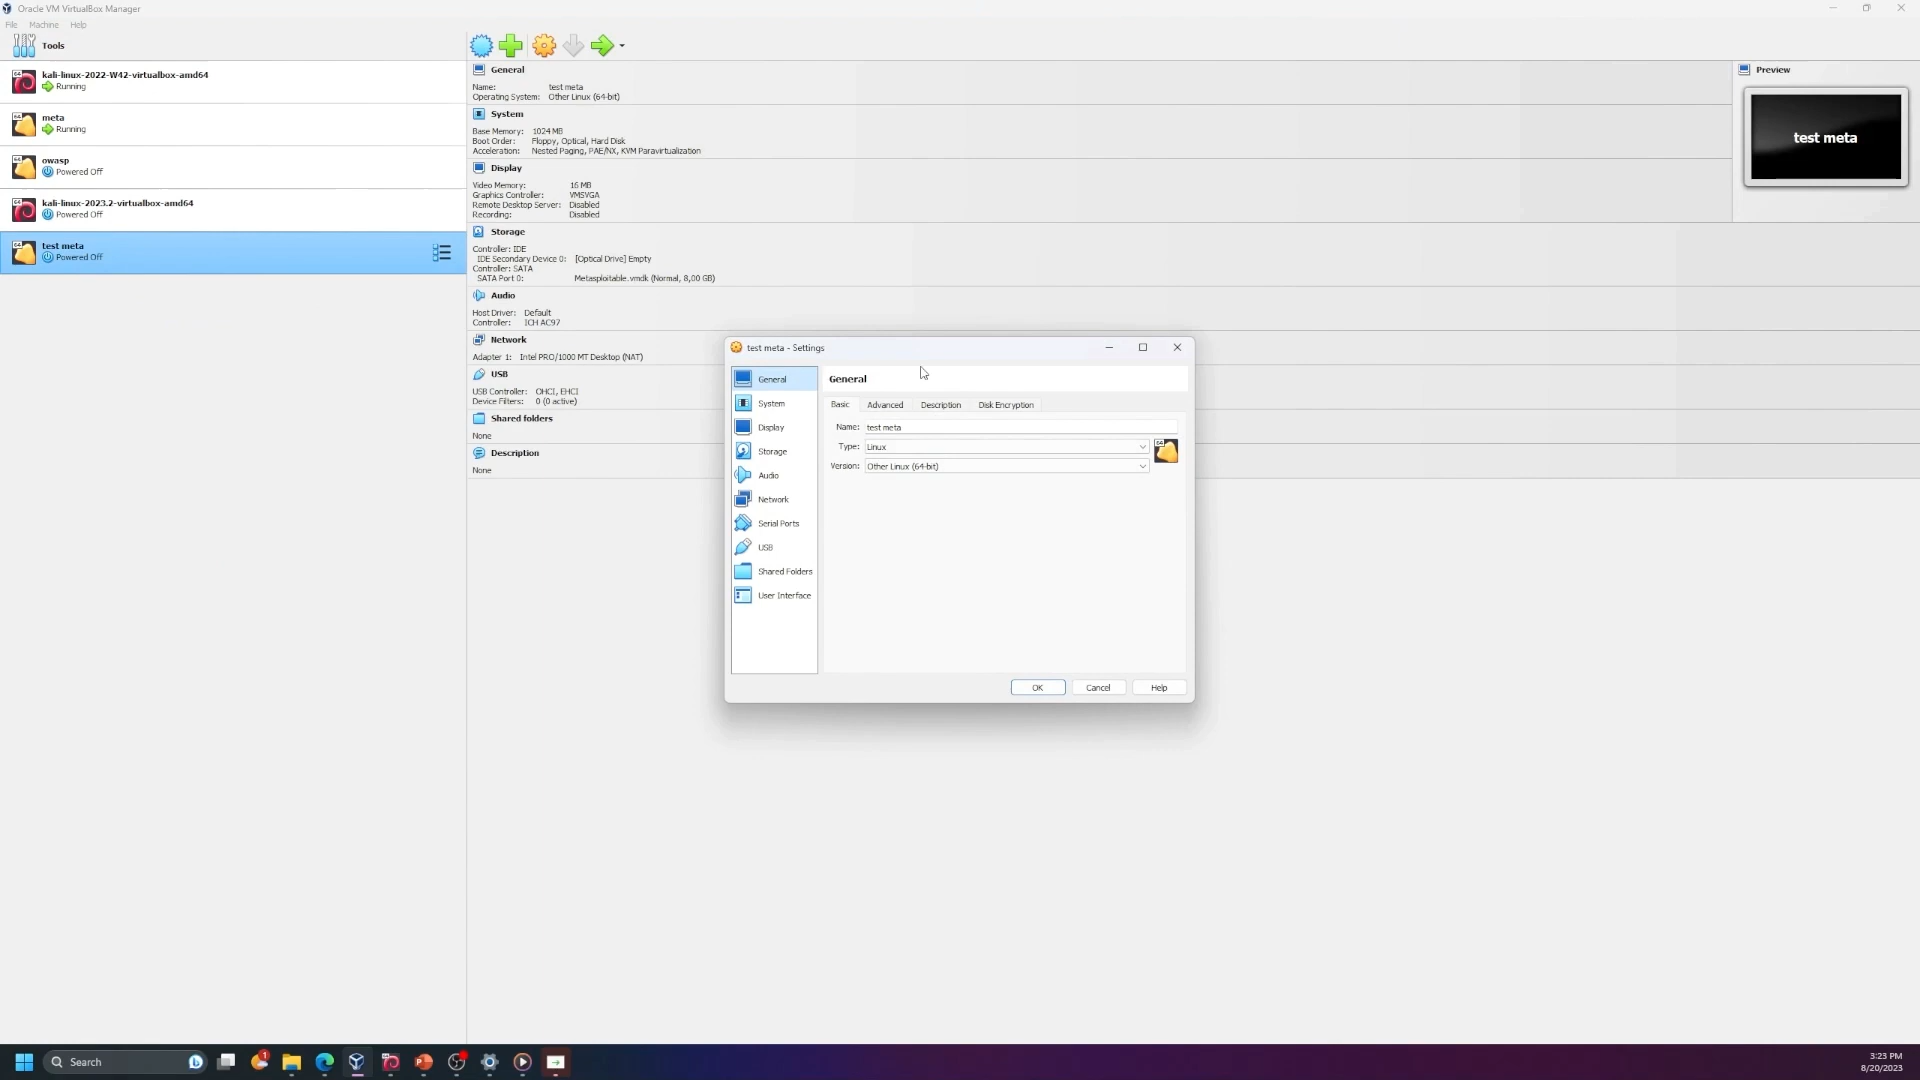 Oracle VM VirtualBox Manager
File Machine Help
Tools
kali-linux-2022-W42-virtualbox-amd64
Running
meta
Running
owasp
Powered Off
kali-linux-2023.2-virtualbox-amd64
Powered Off
test meta
Powered Off
General
Name: test meta
Operating System: Other Linux (64-bit)
System
Base Memory: 1024 MB
Boot Order: Floppy, Optical, Hard Disk
Acceleration: Nested Paging, PAE/NX, KVM Paravirtualization
Display
Video Memory: 16 MB
Graphics Controller: VMSVGA
Remote Desktop Server: Disabled
Recording: Disabled
Storage
Controller: IDE
IDE Secondary Device 0: [Optical Drive] Empty
Controller: SATA
SATA Port 0: Metasploitable.vmdk (Normal, 8,00 GB)
Audio
Host Driver: Default
Controller: ICH AC97
Network
Adapter 1: Intel PRO/1000 MT Desktop (NAT)
USB
USB Controller: OHCI, EHCI
Device Filters: 0 (0 active)
Shared folders
None
Description
None
Preview
test meta
test meta - Settings
General
System
Display
Storage
Audio
Network
Serial Ports
USB
Shared Folders
User Interface
General
Basic Advanced Description Disk Encryption
Name: test meta
Type: Linux
Version: Other Linux (64-bit)
OK Cancel Help
Search
1
3:23 PM
8/20/2023